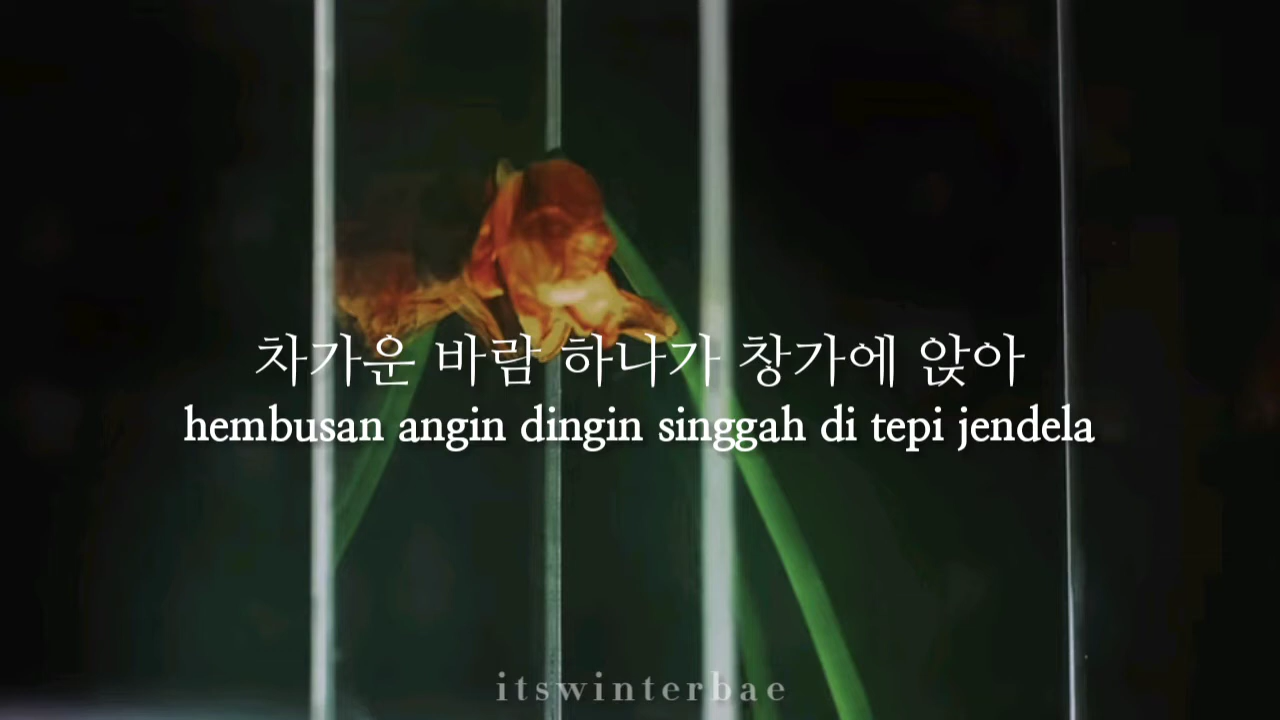 차가운 바람 하나가 창가에 앉아
hembusan angin dingin singgah di tepi jendela
itswinterbae